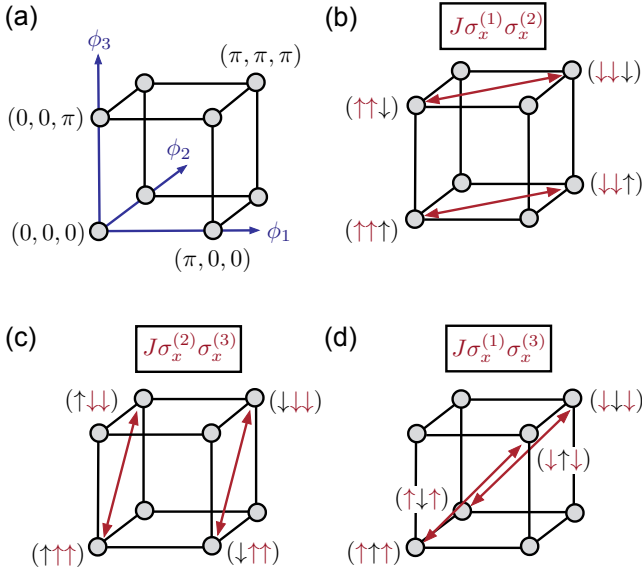 (a)
ϕ₃
(π, π, π)
(0, 0, π)
ϕ₂
(0, 0, 0)
ϕ₁
(π, 0, 0)
(b)
Jσₓ⁽¹⁾σₓ⁽²⁾
(↓↓↓)
(↑↑↓)
(↓↓↑)
(↑↑↑)
(c)
Jσₓ⁽²⁾σₓ⁽³⁾
(↑↓↓)
(↓↓↓)
(↑↑↑)
(↓↑↑)
(d)
Jσₓ⁽¹⁾σₓ⁽³⁾
(↓↓↓)
(↓↑↓)
(↑↓↑)
(↑↑↑)